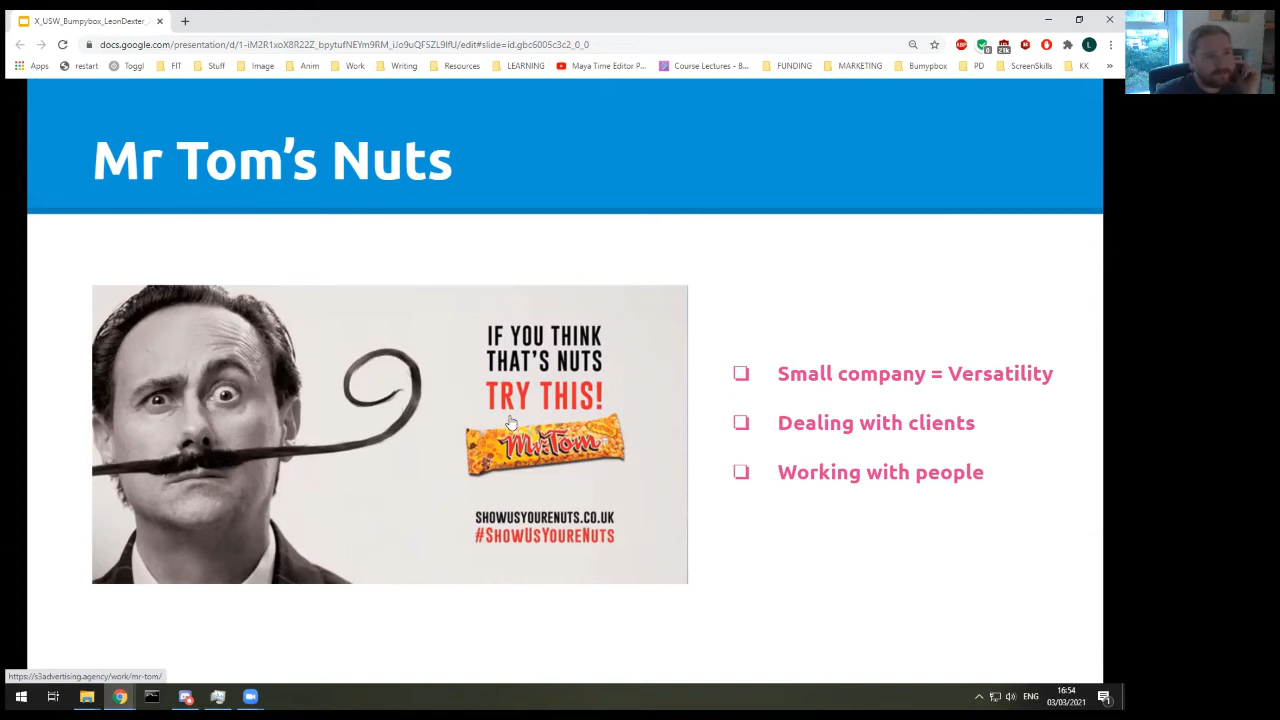 X_USW_Bumpybox_LeonDexter_
docs.google.com/presentation/d/1-iM2R1xoX8R22Z_bpytufNEYm9RM_iJo9uQF5ZL9lfU/edit#slide=id.gbc6005c3c2_0_0
Apps restart Toggl FIT Stuff Image Anim Work Writing Resources LEARNING Maya Time Editor P... Course Lectures - B... FUNDING MARKETING Bumpybox PD ScreenSkills KK »
Mr Tom's Nuts
IF YOU THINK
THAT'S NUTS
TRY THIS!
Mr.Tom
SHOWUSYOURENUTS.CO.UK
#SHOWUSYOURENUTS
Small company = Versatility
Dealing with clients
Working with people
https://s3advertising.agency/work/mr-tom/
ENG
16:54
03/03/2021